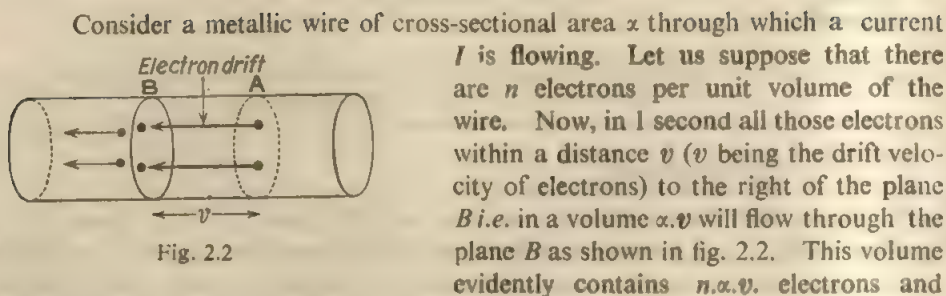 Consider a metallic wire of cross-sectional area α through which a current
I is flowing. Let us suppose that there
are n electrons per unit volume of the
wire. Now, in 1 second all those electrons
within a distance v (v being the drift velo-
city of electrons) to the right of the plane
B i.e. in a volume α.v will flow through the
plane B as shown in fig. 2.2. This volume
evidently contains n.α.v. electrons and
Electron drift
B A
v
Fig. 2.2